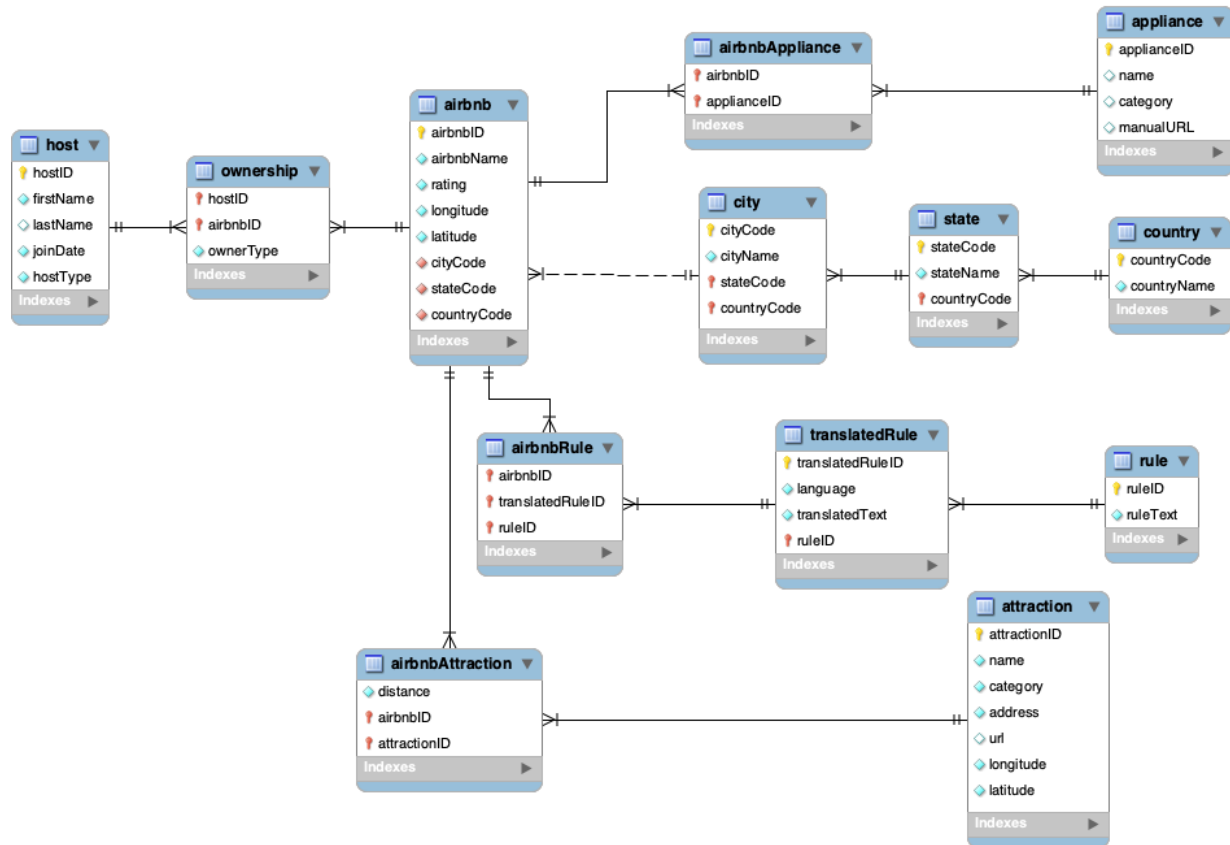 appliance
applianceID
name
category
manualURL
Indexes
airbnbAppliance
airbnbID
applianceID
Indexes
airbnb
airbnbID
airbnbName
rating
longitude
latitude
cityCode
stateCode
countryCode
Indexes
host
hostID
firstName
lastName
joinDate
hostType
Indexes
ownership
hostID
airbnbID
ownerType
Indexes
city
cityCode
cityName
stateCode
countryCode
Indexes
state
stateCode
stateName
countryCode
Indexes
country
countryCode
countryName
Indexes
airbnbRule
airbnbID
translatedRuleID
ruleID
Indexes
translatedRule
translatedRuleID
language
translatedText
ruleID
Indexes
rule
ruleID
ruleText
Indexes
airbnbAttraction
distance
airbnbID
attractionID
Indexes
attraction
attractionID
name
category
address
url
longitude
latitude
Indexes